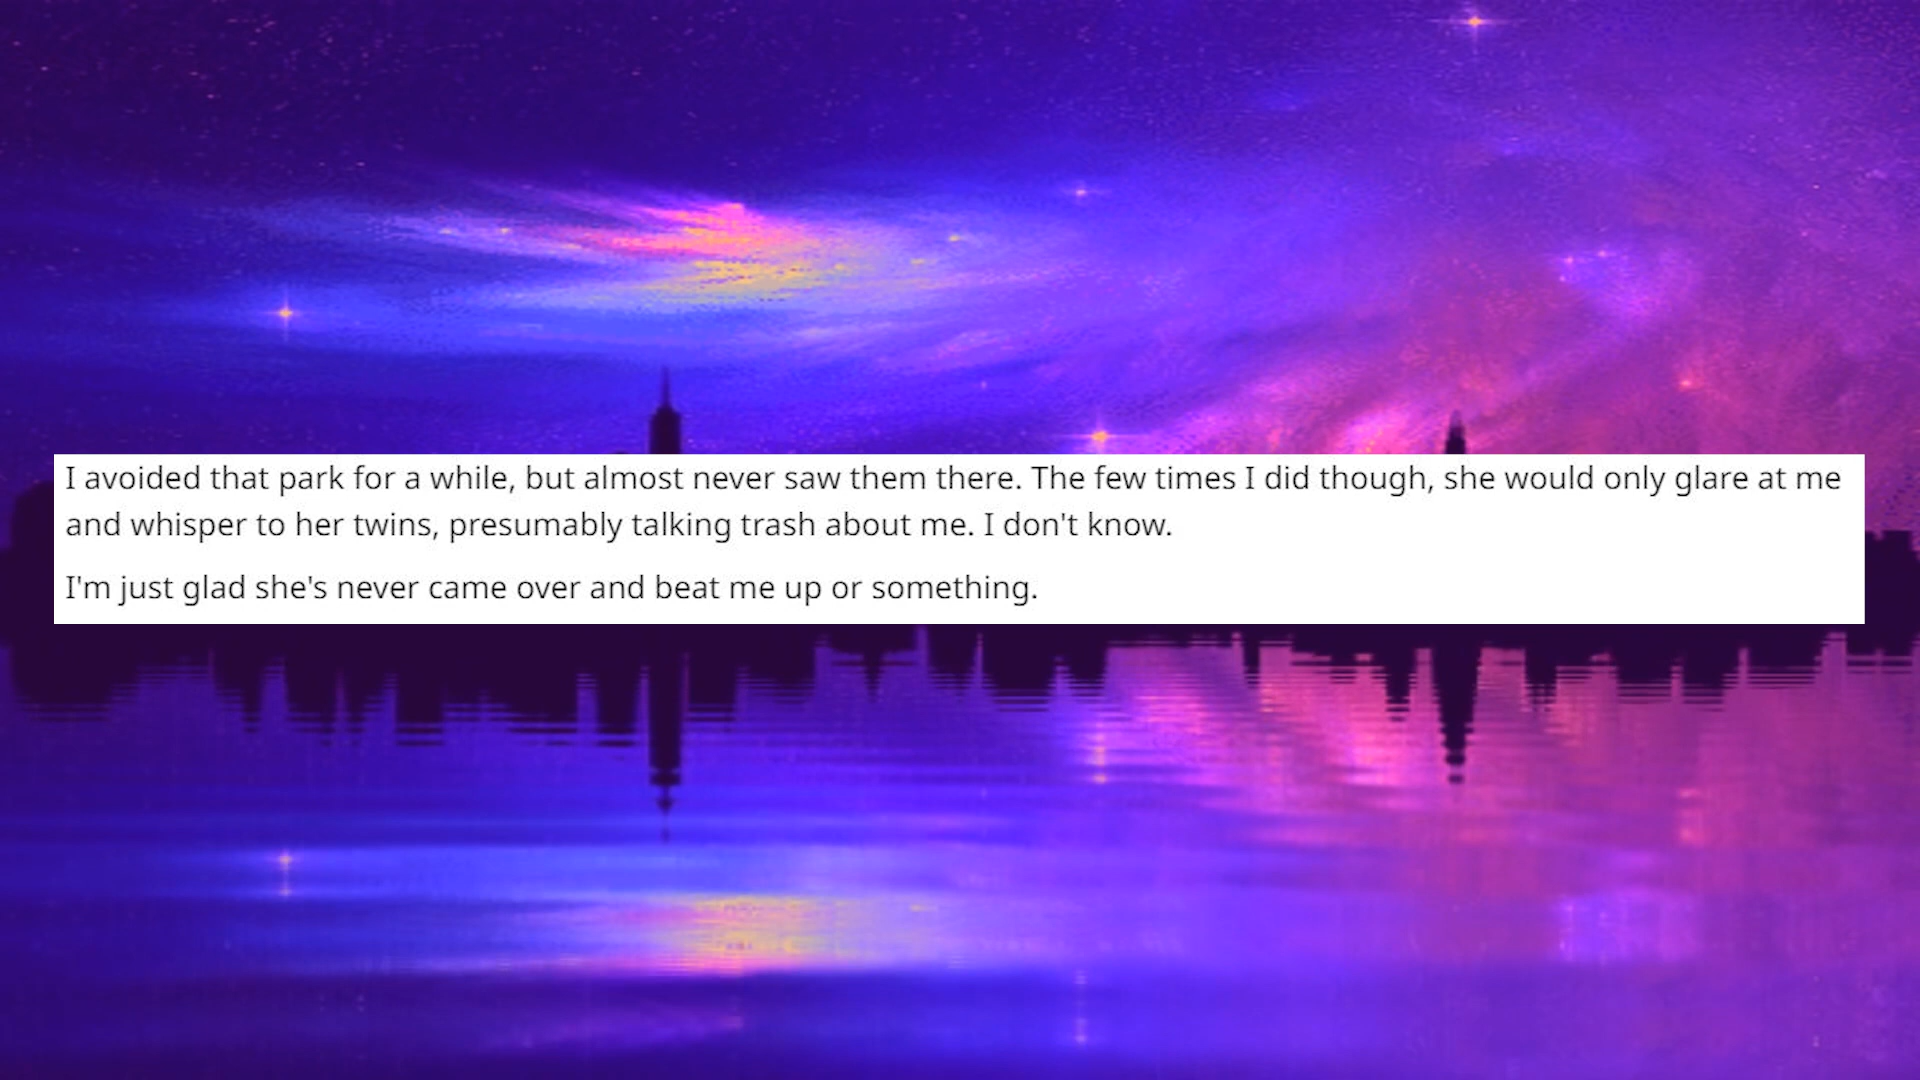 I avoided that park for a while, but almost never saw them there. The few times I did though, she would only glare at me
and whisper to her twins, presumably talking trash about me. I don't know.
I'm just glad she's never came over and beat me up or something.